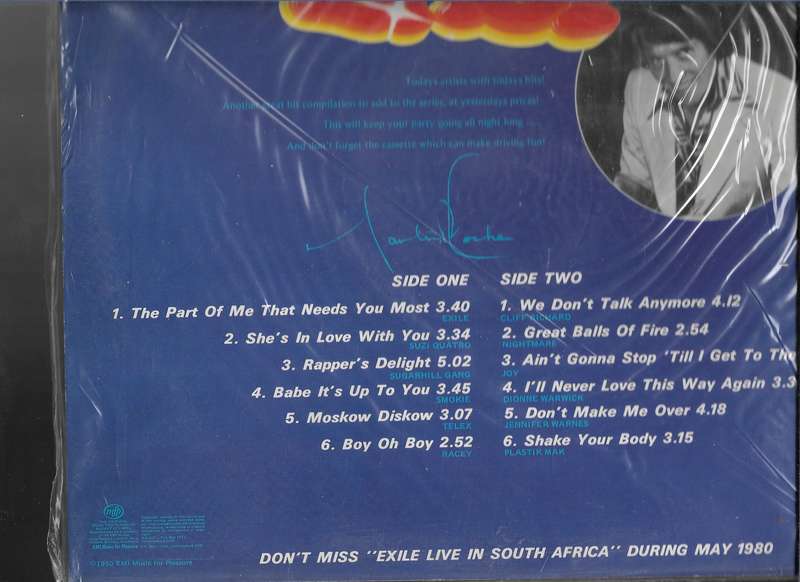 Todays artists with todays hits!
Another great hit compilation to add to the series, at yesterdays prices!
This will keep your party going all night long ....
And don't forget the cassette which can make driving fun!
SIDE ONE
1. The Part Of Me That Needs You Most 3.40
EXILE
2. She's In Love With You 3.34
SUZI QUATRO
3. Rapper's Delight 5.02
SUGARHILL GANG
4. Babe It's Up To You 3.45
SMOKIE
5. Moskow Diskow 3.07
TELEX
6. Boy Oh Boy 2.52
RACEY
SIDE TWO
1. We Don't Talk Anymore 4.12
CLIFF RICHARD
2. Great Balls Of Fire 2.54
NIGHTMARE
3. Ain't Gonna Stop 'Till I Get To The
JOY
4. I'll Never Love This Way Again 3.3
DIONNE WARWICK
5. Don't Make Me Over 4.18
JENNIFER WARNES
6. Shake Your Body 3.15
PLASTIK MAK
mfp
EMI Music for Pleasure
©1980 EMI Music for Pleasure
DON'T MISS "EXILE LIVE IN SOUTH AFRICA" DURING MAY 1980